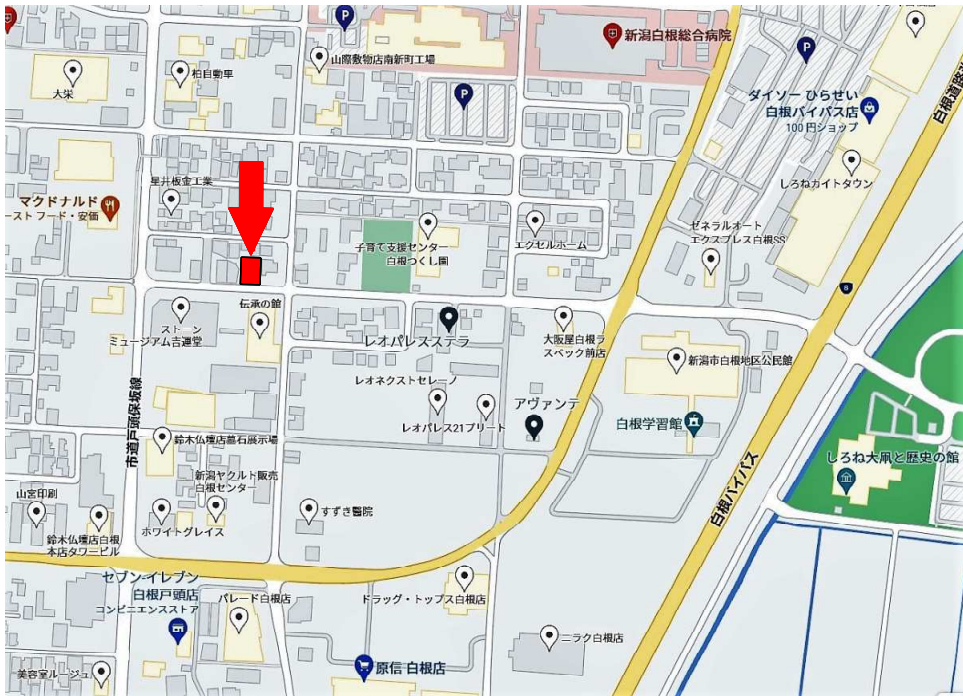 新潟白根総合病院
山際敷物店南新町工場
柏自動車
大栄
ダイソー ひらせい
白根バイパス店
100 円ショップ
しろねカイトタウン
マクドナルド
ースト フード・安価
星井板金工業
子育て支援センター
白根つくし園
エクセルホーム
ゼネラルオート
エクスプレス白根SS
伝承の館
ストーン
ミュージアム吉運堂
レオパレスステラ
大阪屋白根ラ
スペック前店
新潟市白根地区公民館
レオネクストセレーノ
レオパレス21プリート
アヴァンテ
白根学習館
市道戸頭保坂線
鈴木仏壇店墓石展示場
新潟ヤクルト販売
白根センター
しろね大凧と歴史の館
白根バイパス
山宮印刷
鈴木仏壇店白根
本店タワービル
ホワイトグレイス
すずき醫院
セブン-イレブン
白根戸頭店
コンビニエンスストア
パレード白根店
ドラッグ・トップス白根店
ニラク白根店
原信 白根店
美容室ルージュ
P
P
P
8